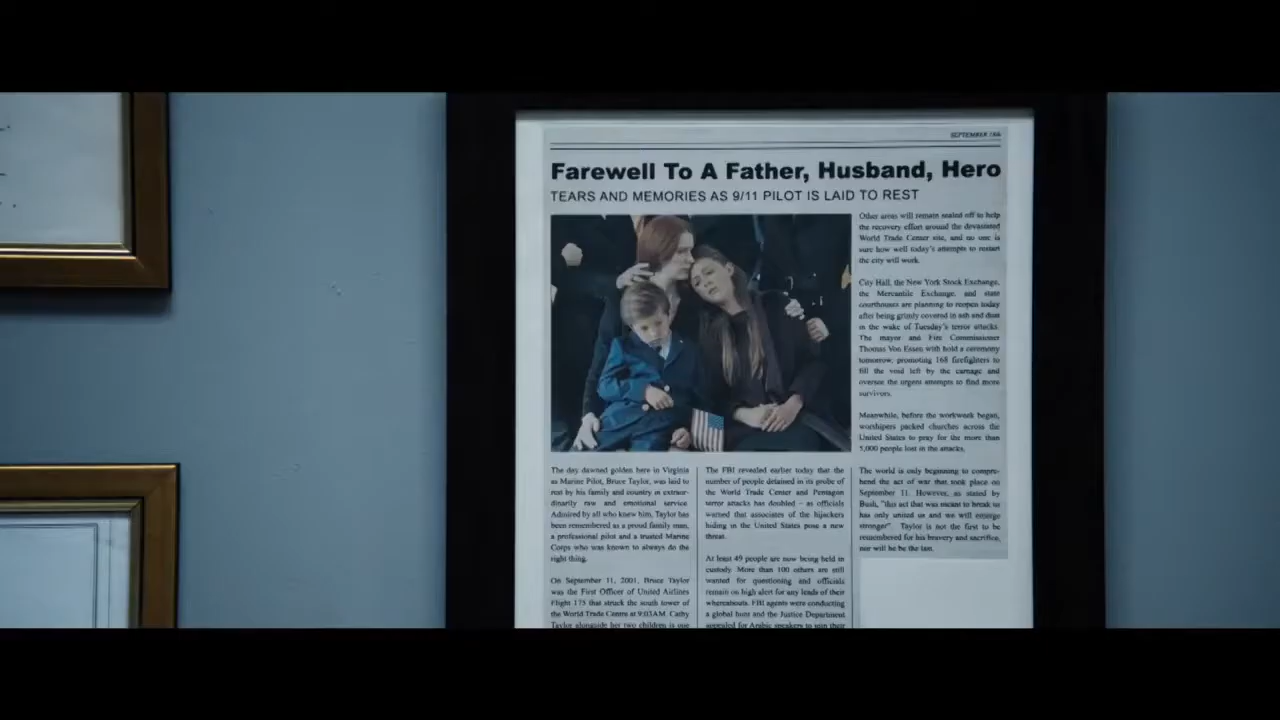 SEPTEMBER
Farewell To A Father, Husband, Hero
TEARS AND MEMORIES AS 9/11 PILOT IS LAID TO REST
The day dawned golden here in Virginia
as Marine Pilot, Bruce Taylor, was laid to
rest by his family and country in extraor-
dinarily raw and emotional service.
Admired by all who knew him, Taylor has
been remembered as a proud family man,
a professional pilot and a trusted Marine
Corps who was known to always do the
right thing.
On September 11, 2001, Bruce Taylor
was the First Officer of United Airlines
Flight 175 that struck the south tower of
the World Trade Centre at 9:03AM. Cathy
Taylor alongside her two children is one
The FBI revealed earlier today that the
number of people detained in its probe of
the World Trade Center and Pentagon
terror attacks has doubled – as officials
warned that associates of the hijackers
hiding in the United States pose a new
threat.
At least 49 people are now being held in
custody. More than 100 others are still
wanted for questioning and officials
remain on high alert for any leads of their
whereabouts. FBI agents were conducting
a global hunt and the Justice Department
appealed for Arabic speakers to join their
Other areas will remain sealed off to help
the recovery effort around the devastated
World Trade Center site, and no one is
sure how well today's attempts to restart
the city will work.
City Hall, the New York Stock Exchange,
the Mercantile Exchange, and state
courthouses are planning to reopen today
after being grimly covered in ash and dust
in the wake of Tuesday's terror attacks.
The mayor and Fire Commissioner
Thomas Von Essen with hold a ceremony
tomorrow, promoting 168 firefighters to
fill the void left by the carnage and
oversee the urgent attempts to find more
survivors.
Meanwhile, before the workweek began,
worshipers packed churches across the
United States to pray for the more than
5,000 people lost in the attacks.
The world is only beginning to compre-
hend the act of war that took place on
September 11. However, as stated by
Bush, "this act that was meant to break us
has only united us and we will emerge
stronger". Taylor is not the first to be
remembered for his bravery and sacrifice,
nor will he be the last.